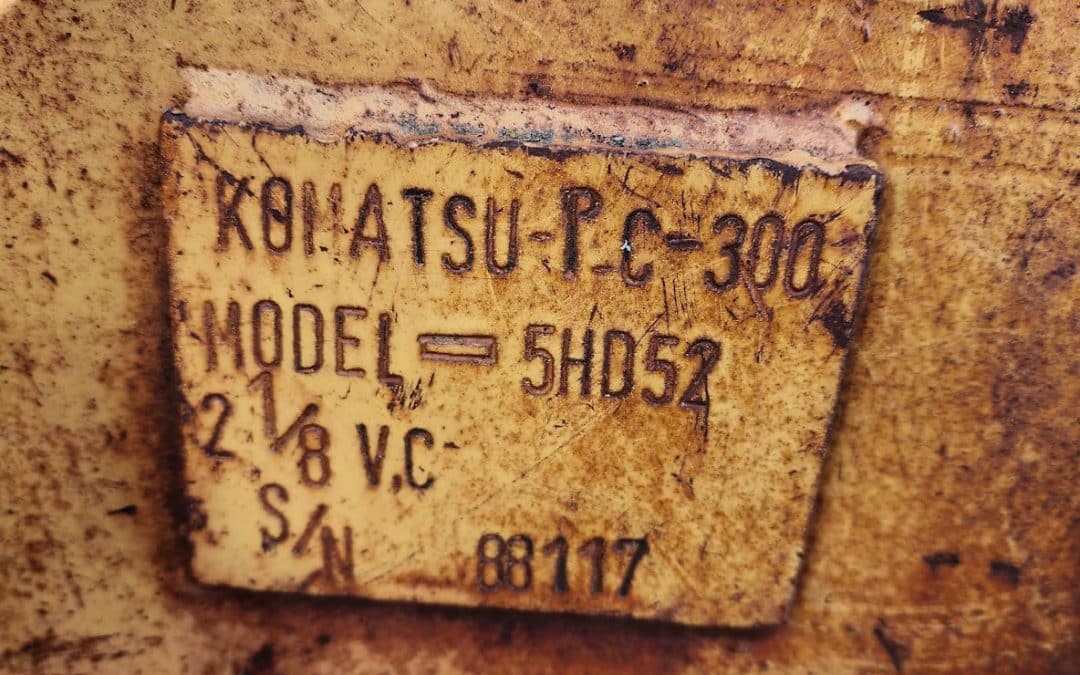 KOMATSU-P.C-300
MODEL = 5HD52
2 1/8 V.C
S/N 88117